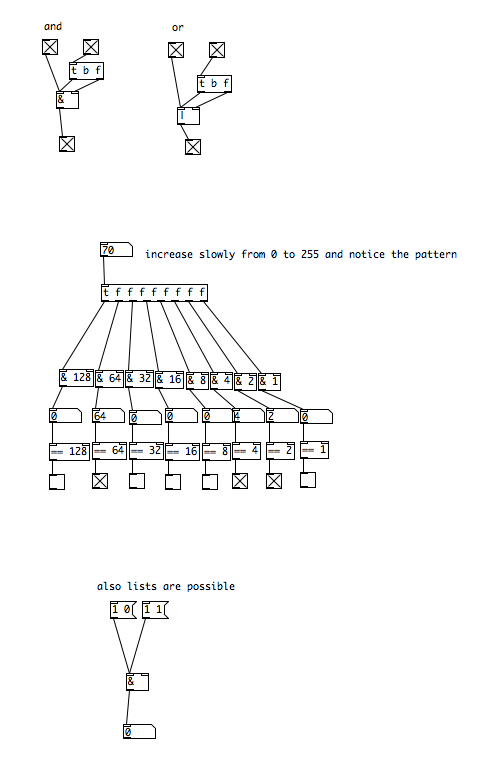 and
or
t b f
t b f
&
|
70
increase slowly from 0 to 255 and notice the pattern
t f f f f f f f f
& 128 & 64 & 32 & 16 & 8 & 4 & 2 & 1
0 64 0 0 0 4 2 0
== 128 == 64 == 32 == 16 == 8 == 4 == 2 == 1
also lists are possible
1 0 1 1
&
0